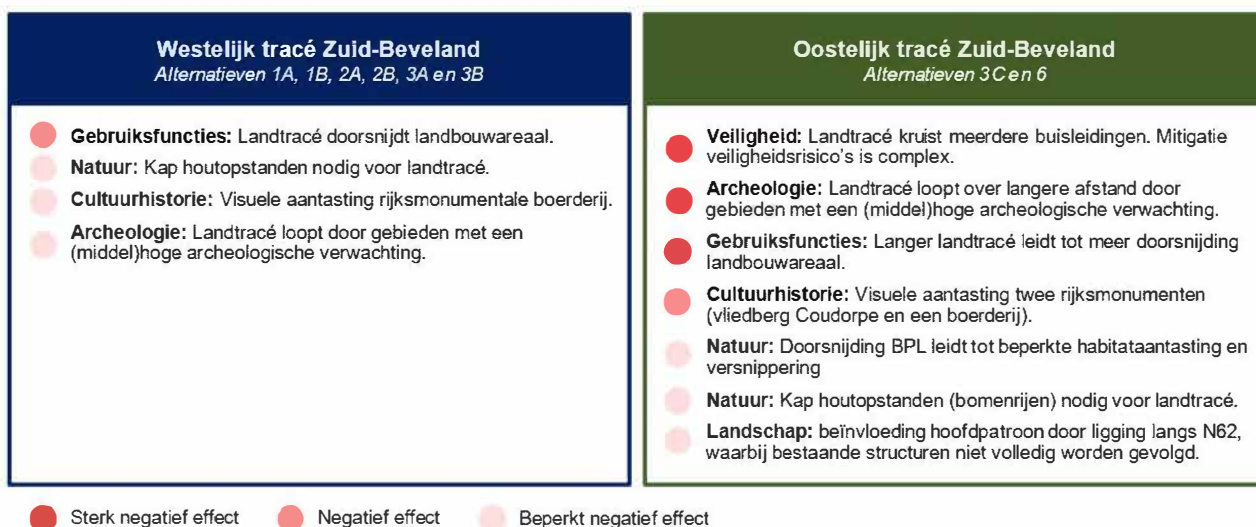 Westelijk tracé Zuid-Beveland
Alternatieven 1A, 1B, 2A, 2B, 3A en 3B
Gebruiksfuncties: Landtracé doorsnijdt landbouwareaal.
Natuur: Kap houtopstanden nodig voor landtracé.
Cultuurhistorie: Visuele aantasting rijksmonumentale boerderij.
Archeologie: Landtracé loopt door gebieden met een
(middel)hoge archeologische verwachting.
Oostelijk tracé Zuid-Beveland
Alternatieven 3C en 6
Veiligheid: Landtracé kruist meerdere buisleidingen. Mitigatie
veiligheidsrisico's is complex.
Archeologie: Landtracé loopt over langere afstand door
gebieden met een (middel)hoge archeologische verwachting.
Gebruiksfuncties: Langer landtracé leidt tot meer doorsnijding
landbouwareaal.
Cultuurhistorie: Visuele aantasting twee rijksmonumenten
(vliedberg Coudorpe en een boerderij).
Natuur: Doorsnijding BPL leidt tot beperkte habitataantasting en
versnippering
Natuur: Kap houtopstanden (bomenrijen) nodig voor landtracé.
Landschap: beïnvloeding hoofdpatroon door ligging langs N62,
waarbij bestaande structuren niet volledig worden gevolgd.
Sterk negatief effect
Negatief effect
Beperkt negatief effect